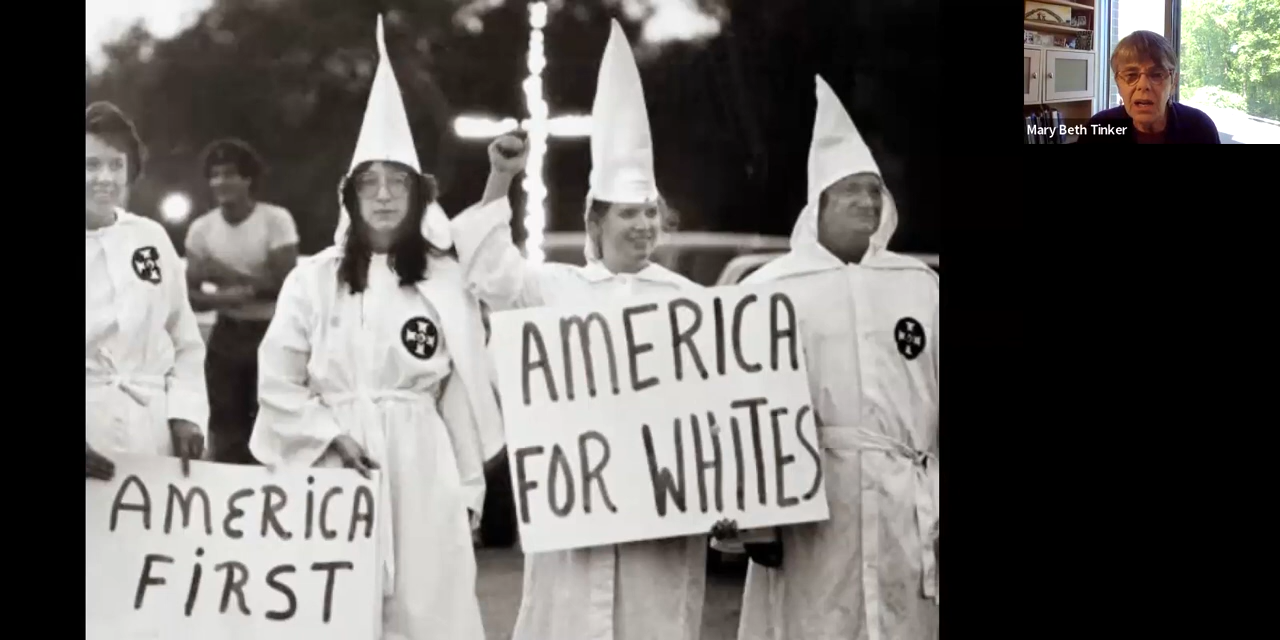 AMERICA
FIRST
AMERICA
FOR WHITES
Mary Beth Tinker